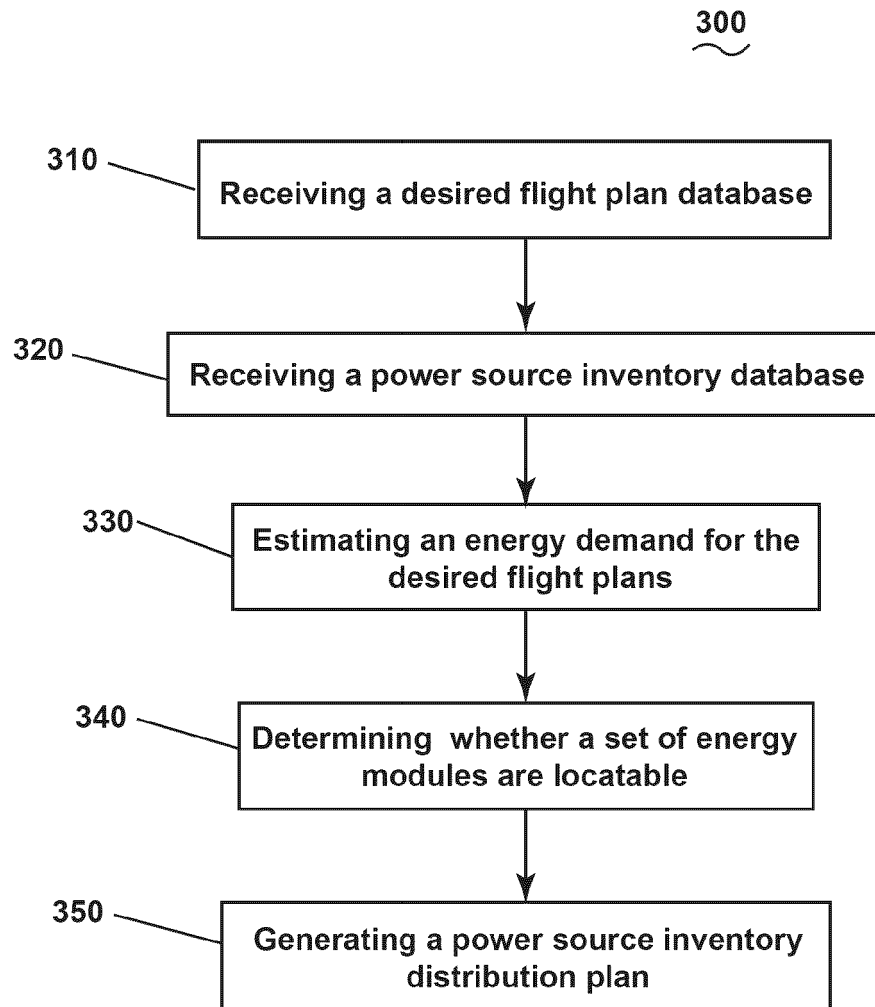 300
310
Receiving a desired flight plan database
320
Receiving a power source inventory database
330
Estimating an energy demand for the
desired flight plans
340
Determining whether a set of energy
modules are locatable
350
Generating a power source inventory
distribution plan